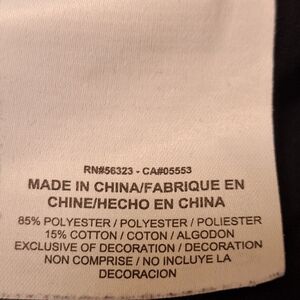 RN#56323 - CA#05553
MADE IN CHINA/FABRIQUE EN
CHINE/HECHO EN CHINA
85% POLYESTER / POLYESTER / POLIESTER
15% COTTON / COTON / ALGODON
EXCLUSIVE OF DECORATION / DECORATION
NON COMPRISE / NO INCLUYE LA
DECORACION